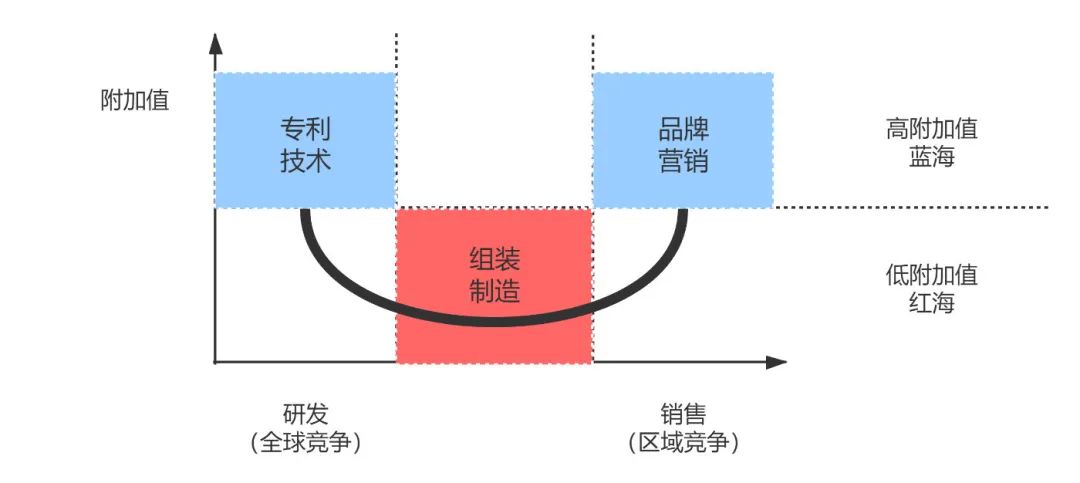 附加值
专利
技术
品牌
营销
高附加值
蓝海
组装
制造
低附加值
红海
研发
（全球竞争）
销售
（区域竞争）